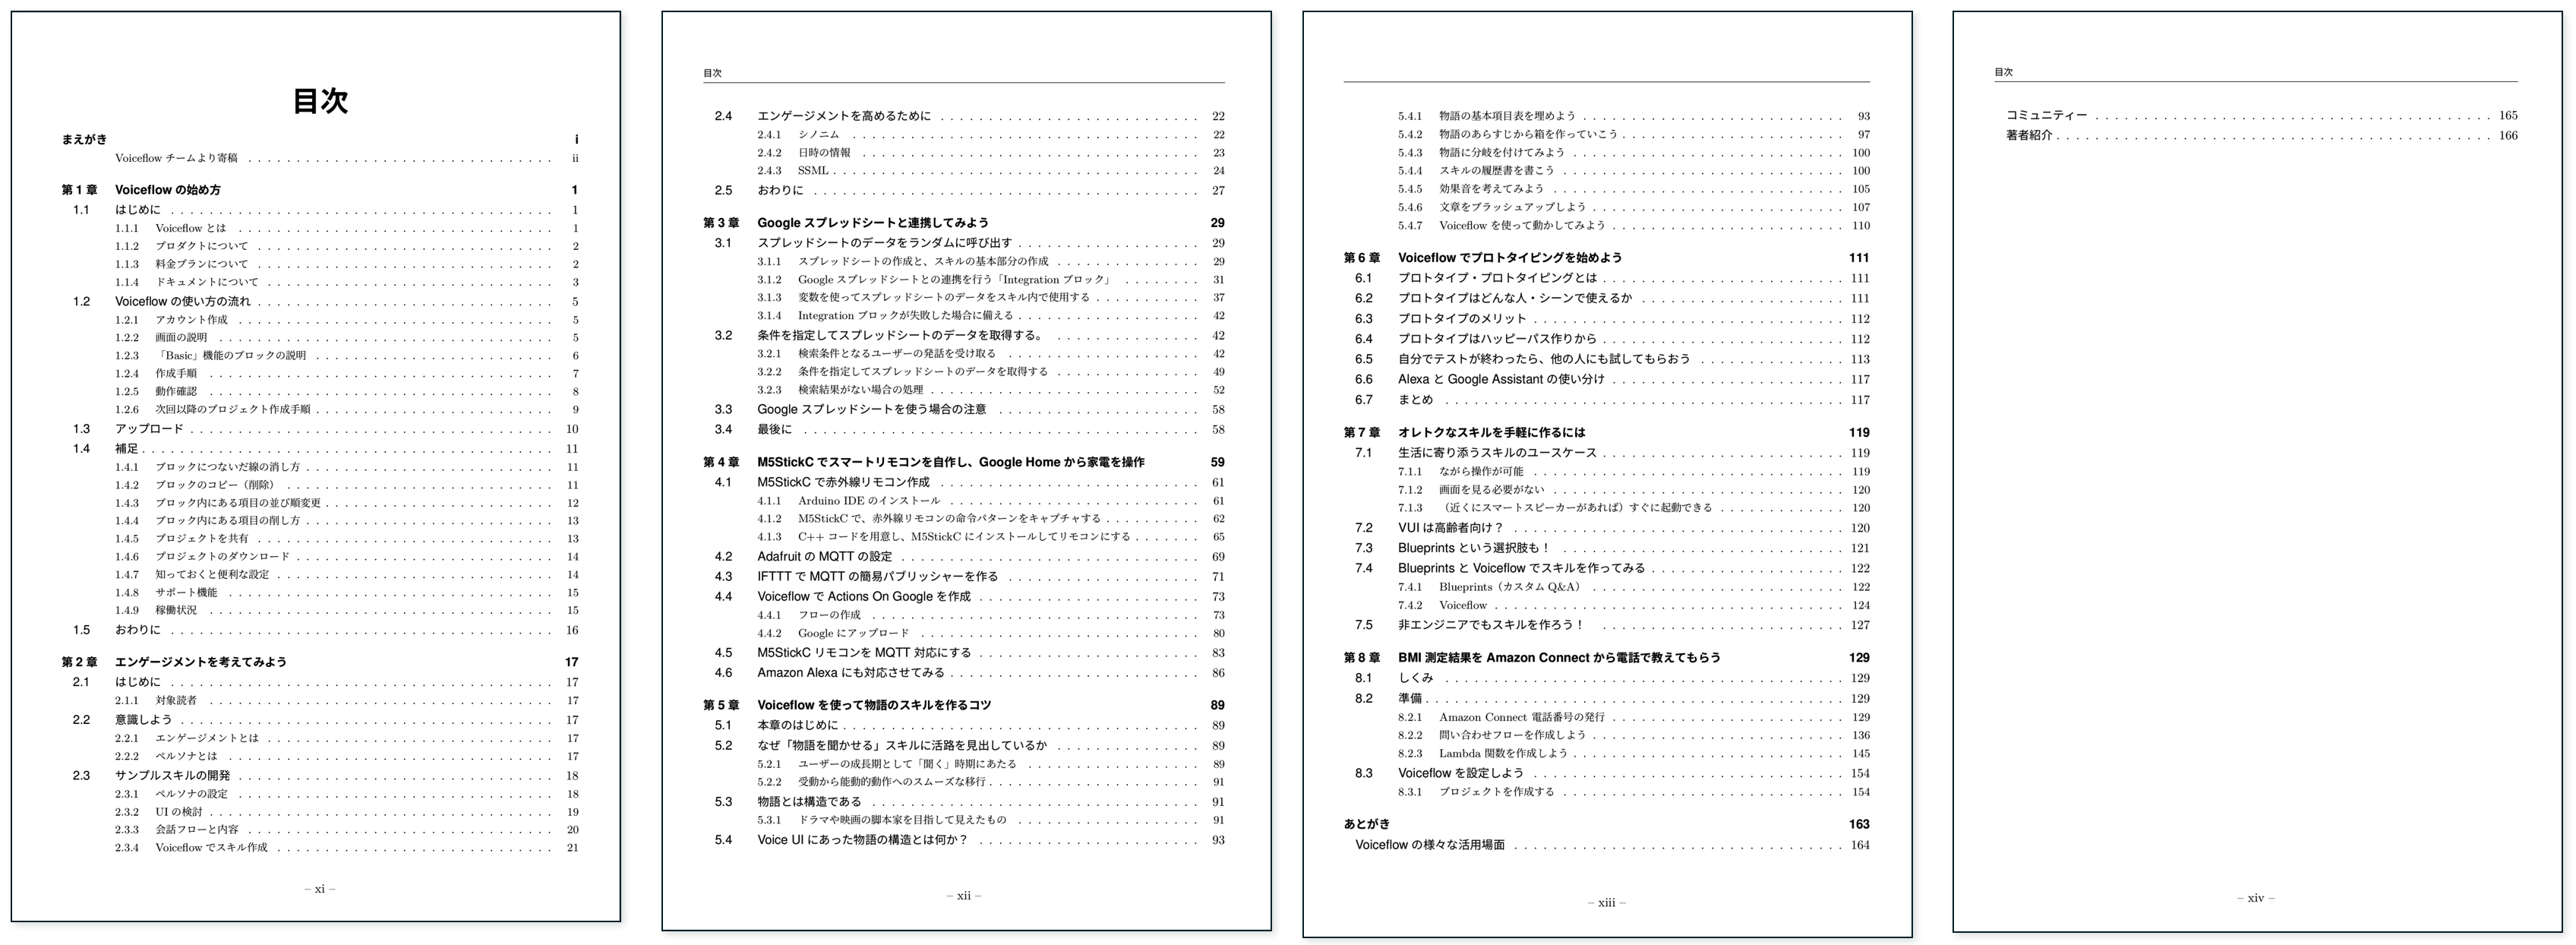 目次
まえがき i
Voiceflow チームより寄稿 . . . . . ii
第 1 章 Voiceflow の始め方 1
1.1 はじめに . . . . . 1
1.1.1 Voiceflow とは . . . . . 1
1.1.2 プロダクトについて . . . . . 2
1.1.3 料金プランについて . . . . . 2
1.1.4 ドキュメントについて . . . . . 3
1.2 Voiceflow の使い方の流れ . . . . . 5
1.2.1 アカウント作成 . . . . . 5
1.2.2 画面の説明 . . . . . 5
1.2.3 「Basic」機能のブロックの説明 . . . . . 6
1.2.4 作成手順 . . . . . 7
1.2.5 動作確認 . . . . . 8
1.2.6 次回以降のプロジェクト作成手順 . . . . . 9
1.3 アップロード . . . . . 10
1.4 補足 . . . . . 11
1.4.1 ブロックにつないだ線の消し方 . . . . . 11
1.4.2 ブロックのコピー（削除） . . . . . 11
1.4.3 ブロック内にある項目の並び順変更 . . . . . 12
1.4.4 ブロック内にある項目の削し方 . . . . . 13
1.4.5 プロジェクトを共有 . . . . . 13
1.4.6 プロジェクトのダウンロード . . . . . 14
1.4.7 知っておくと便利な設定 . . . . . 14
1.4.8 サポート機能 . . . . . 15
1.4.9 稼働状況 . . . . . 15
1.5 おわりに . . . . . 16
第 2 章 エンゲージメントを考えてみよう 17
2.1 はじめに . . . . . 17
2.1.1 対象読者 . . . . . 17
2.2 意識しよう . . . . . 17
2.2.1 エンゲージメントとは . . . . . 17
2.2.2 ペルソナとは . . . . . 17
2.3 サンプルスキルの開発 . . . . . 18
2.3.1 ペルソナの設定 . . . . . 18
2.3.2 UI の検討 . . . . . 19
2.3.3 会話フローと内容 . . . . . 20
2.3.4 Voiceflow でスキル作成 . . . . . 21
– xi –
目次
2.4 エンゲージメントを高めるために . . . . . 22
2.4.1 シノニム . . . . . 22
2.4.2 日時の情報 . . . . . 23
2.4.3 SSML . . . . . 24
2.5 おわりに . . . . . 27
第 3 章 Google スプレッドシートと連携してみよう 29
3.1 スプレッドシートのデータをランダムに呼び出す . . . . . 29
3.1.1 スプレッドシートの作成と、スキルの基本部分の作成 . . . . . 29
3.1.2 Google スプレッドシートとの連携を行う「Integration ブロック」 . . . . . 31
3.1.3 変数を使ってスプレッドシートのデータをスキル内で使用する . . . . . 37
3.1.4 Integration ブロックが失敗した場合に備える . . . . . 42
3.2 条件を指定してスプレッドシートのデータを取得する。 . . . . . 42
3.2.1 検索条件となるユーザーの発話を受け取る . . . . . 42
3.2.2 条件を指定してスプレッドシートのデータを取得する . . . . . 49
3.2.3 検索結果がない場合の処理 . . . . . 52
3.3 Google スプレッドシートを使う場合の注意 . . . . . 58
3.4 最後に . . . . . 58
第 4 章 M5StickC でスマートリモコンを自作し、Google Home から家電を操作 59
4.1 M5StickC で赤外線リモコン作成 . . . . . 61
4.1.1 Arduino IDE のインストール . . . . . 61
4.1.2 M5StickC で、赤外線リモコンの命令パターンをキャプチャする . . . . . 62
4.1.3 C++ コードを用意し、M5StickC にインストールしてリモコンにする . . . . . 65
4.2 Adafruit の MQTT の設定 . . . . . 69
4.3 IFTTT で MQTT の簡易パブリッシャーを作る . . . . . 71
4.4 Voiceflow で Actions On Google を作成 . . . . . 73
4.4.1 フローの作成 . . . . . 73
4.4.2 Google にアップロード . . . . . 80
4.5 M5StickC リモコンを MQTT 対応にする . . . . . 83
4.6 Amazon Alexa にも対応させてみる . . . . . 86
第 5 章 Voiceflow を使って物語のスキルを作るコツ 89
5.1 本章のはじめに . . . . . 89
5.2 なぜ「物語を聞かせる」スキルに活路を見出しているか . . . . . 89
5.2.1 ユーザーの成長期として「聞く」時期にあたる . . . . . 89
5.2.2 受動から能動的動作へのスムーズな移行 . . . . . 91
5.3 物語とは構造である . . . . . 91
5.3.1 ドラマや映画の脚本家を目指して見えたもの . . . . . 91
5.4 Voice UI にあった物語の構造とは何か？ . . . . . 93
– xii –
5.4.1 物語の基本項目表を埋めよう . . . . . 93
5.4.2 物語のあらすじから箱を作っていこう . . . . . 97
5.4.3 物語に分岐を付けてみよう . . . . . 100
5.4.4 スキルの履歴書を書こう . . . . . 100
5.4.5 効果音を考えてみよう . . . . . 105
5.4.6 文章をブラッシュアップしよう . . . . . 107
5.4.7 Voiceflow を使って動かしてみよう . . . . . 110
第 6 章 Voiceflow でプロトタイピングを始めよう 111
6.1 プロトタイプ・プロトタイピングとは . . . . . 111
6.2 プロトタイプはどんな人・シーンで使えるか . . . . . 111
6.3 プロトタイプのメリット . . . . . 112
6.4 プロトタイプはハッピーパス作りから . . . . . 112
6.5 自分でテストが終わったら、他の人にも試してもらおう . . . . . 113
6.6 Alexa と Google Assistant の使い分け . . . . . 117
6.7 まとめ . . . . . 117
第 7 章 オレトクなスキルを手軽に作るには 119
7.1 生活に寄り添うスキルのユースケース . . . . . 119
7.1.1 ながら操作が可能 . . . . . 119
7.1.2 画面を見る必要がない . . . . . 120
7.1.3 （近くにスマートスピーカーがあれば）すぐに起動できる . . . . . 120
7.2 VUI は高齢者向け？ . . . . . 120
7.3 Blueprints という選択肢も！ . . . . . 121
7.4 Blueprints と Voiceflow でスキルを作ってみる . . . . . 122
7.4.1 Blueprints（カスタム Q&A） . . . . . 122
7.4.2 Voiceflow . . . . . 124
7.5 非エンジニアでもスキルを作ろう！ . . . . . 127
第 8 章 BMI 測定結果を Amazon Connect から電話で教えてもらう 129
8.1 しくみ . . . . . 129
8.2 準備 . . . . . 129
8.2.1 Amazon Connect 電話番号の発行 . . . . . 129
8.2.2 問い合わせフローを作成しよう . . . . . 136
8.2.3 Lambda 関数を作成しよう . . . . . 145
8.3 Voiceflow を設定しよう . . . . . 154
8.3.1 プロジェクトを作成する . . . . . 154
あとがき 163
Voiceflow の様々な活用場面 . . . . . 164
– xiii –
目次
コミュニティー . . . . . 165
著者紹介 . . . . . 166
– xiv –